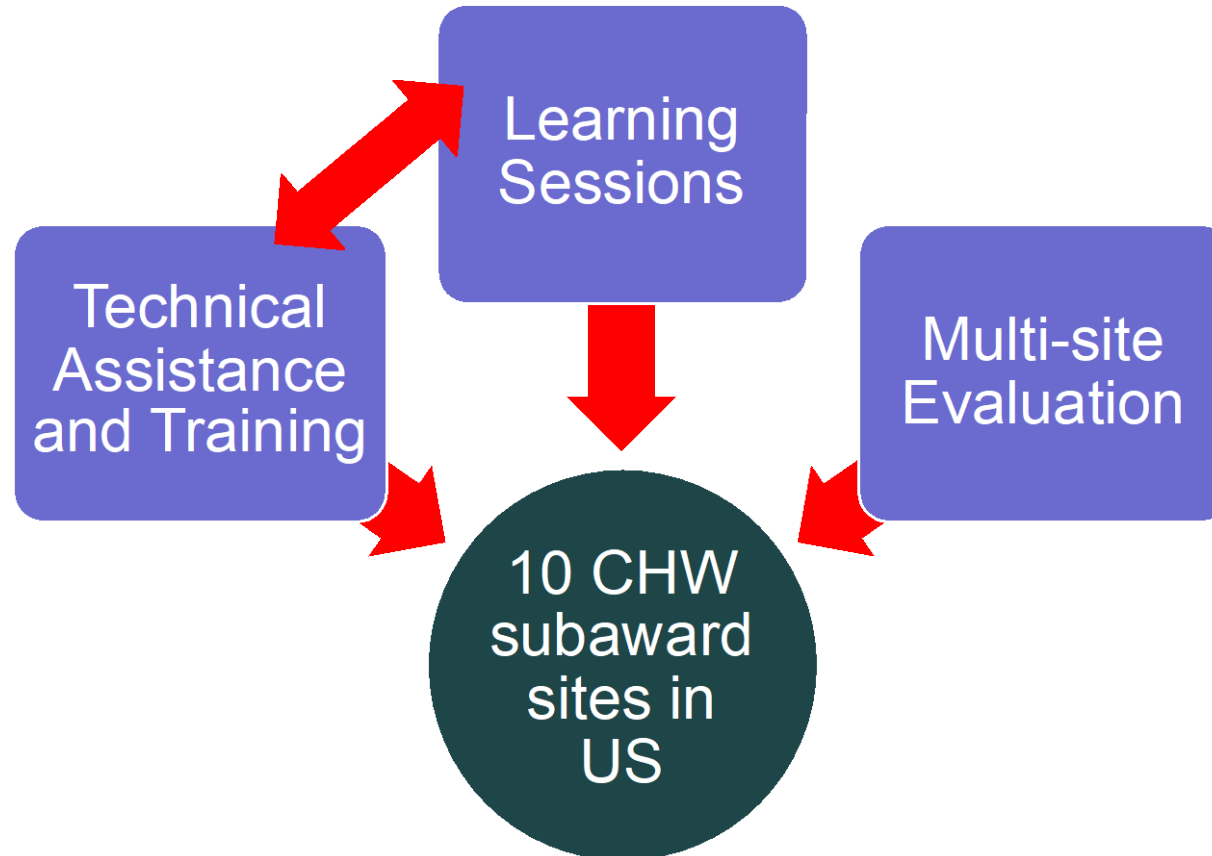 Learning
Sessions
Technical
Assistance
and Training
Multi-site
Evaluation
10 CHW
subaward
sites in
US